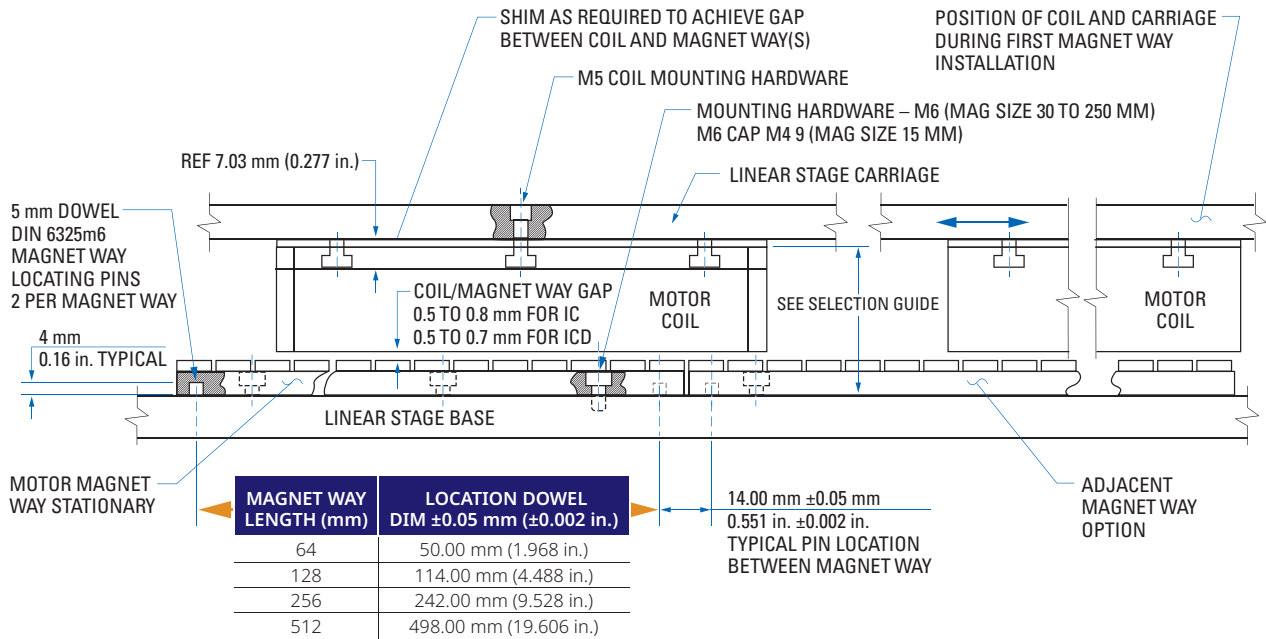 SHIM AS REQUIRED TO ACHIEVE GAP
BETWEEN COIL AND MAGNET WAY(S)
POSITION OF COIL AND CARRIAGE
DURING FIRST MAGNET WAY
INSTALLATION
M5 COIL MOUNTING HARDWARE
MOUNTING HARDWARE – M6 (MAG SIZE 30 TO 250 MM)
M6 CAP M4 9 (MAG SIZE 15 MM)
REF 7.03 mm (0.277 in.)
LINEAR STAGE CARRIAGE
5 mm DOWEL
DIN 6325m6
MAGNET WAY
LOCATING PINS
2 PER MAGNET WAY
COIL/MAGNET WAY GAP
0.5 TO 0.8 mm FOR IC
0.5 TO 0.7 mm FOR ICD
MOTOR
COIL
SEE SELECTION GUIDE
MOTOR
COIL
4 mm
0.16 in. TYPICAL
LINEAR STAGE BASE
MOTOR MAGNET
WAY STATIONARY
ADJACENT
MAGNET WAY
OPTION
14.00 mm ±0.05 mm
0.551 in. ±0.002 in.
TYPICAL PIN LOCATION
BETWEEN MAGNET WAY
MAGNET WAY LENGTH (mm)
LOCATION DOWEL DIM ±0.05 mm (±0.002 in.)
64 50.00 mm (1.968 in.)
128 114.00 mm (4.488 in.)
256 242.00 mm (9.528 in.)
512 498.00 mm (19.606 in.)